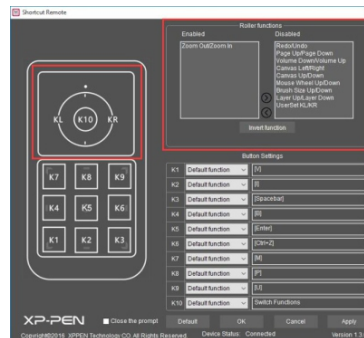 Shortcut Remote
Roller functions
Enabled
Disabled
Zoom Out/Zoom In
Redo/Undo
Page Up/Page Down
Volume Down/Volume Up
Canvas Left/Right
Canvas Up/Down
Mouse Wheel Up/Down
Brush Size Up/Down
Layer Up/Layer Down
UserSet KL/KR
Invert function
KL
K10
KR
K7
K8
K9
K4
K5
K6
K1
K2
K3
Button Settings
K1 Default function [V]
K2 Default function [I]
K3 Default function [Spacebar]
K4 Default function [B]
K5 Default function [Enter]
K6 Default function [Ctrl+Z]
K7 Default function [M]
K8 Default function [P]
K9 Default function [U]
K10 Default function Switch Functions
XP-PEN
Close the prompt
Default
OK
Cancel
Apply
Copyright©2016 XPPEN Technology CO. All Rights Reserved.
Device Status: Connected